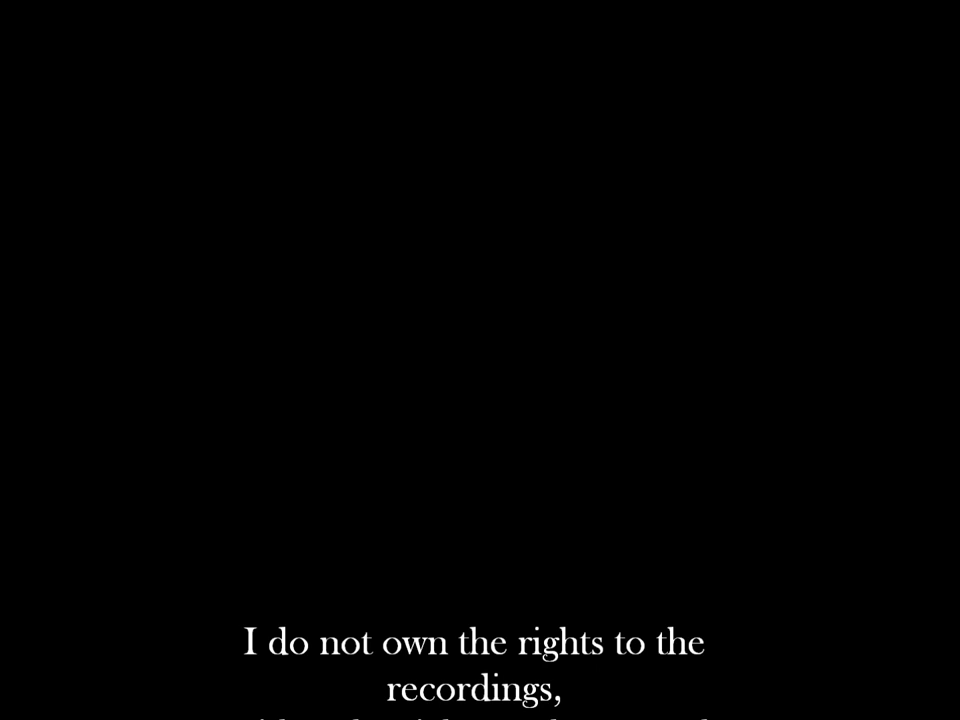 I do not own the rights to the
recordings,